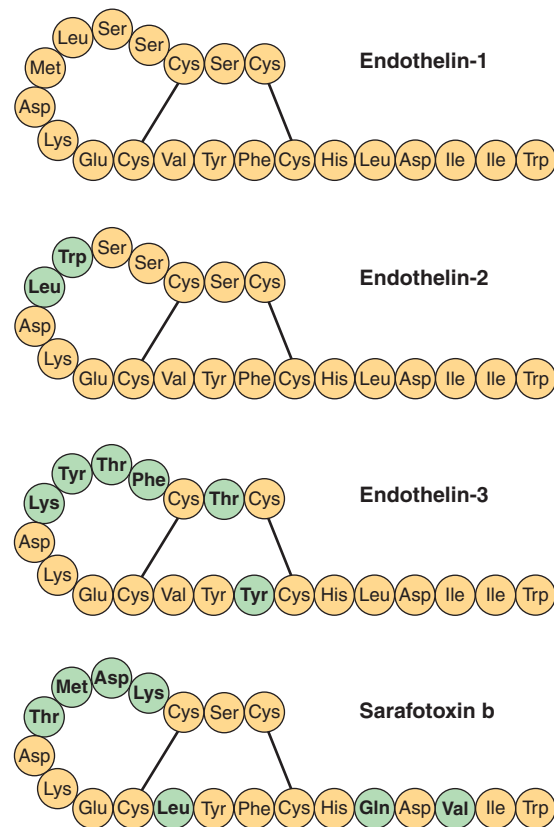 Leu Ser Ser Cys Ser Cys
Endothelin-1
Met
Asp
Lys
Glu Cys Val Tyr Phe Cys His Leu Asp Ile Ile Trp
Trp Ser Ser Cys Ser Cys
Endothelin-2
Leu
Asp
Lys
Glu Cys Val Tyr Phe Cys His Leu Asp Ile Ile Trp
Tyr Thr Phe Cys Thr Cys
Endothelin-3
Lys
Asp
Lys
Glu Cys Val Tyr Tyr Cys His Leu Asp Ile Ile Trp
Met Asp Lys Cys Ser Cys
Sarafotoxin b
Thr
Asp
Lys
Glu Cys Leu Tyr Phe Cys His Gln Asp Val Ile Trp